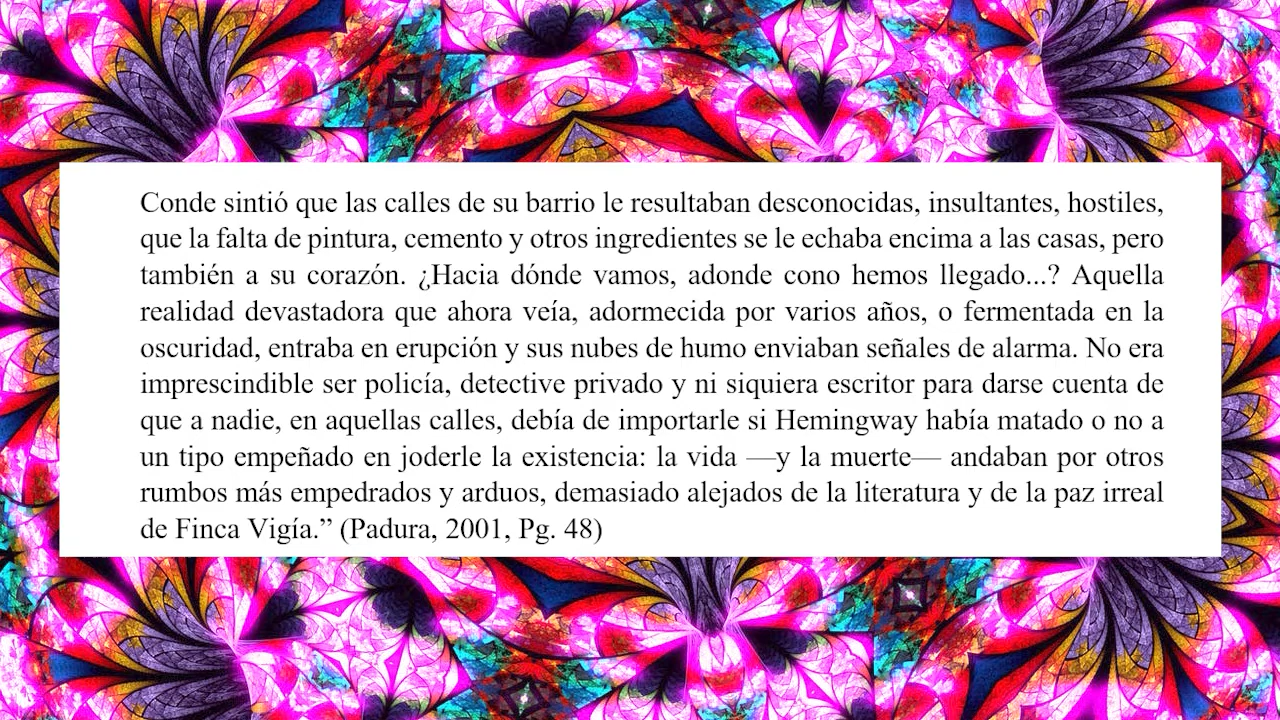 Conde sintió que las calles de su barrio le resultaban desconocidas, insultantes, hostiles,
que la falta de pintura, cemento y otros ingredientes se le echaba encima a las casas, pero
también a su corazón. ¿Hacia dónde vamos, adonde cono hemos llegado...? Aquella
realidad devastadora que ahora veía, adormecida por varios años, o fermentada en la
oscuridad, entraba en erupción y sus nubes de humo enviaban señales de alarma. No era
imprescindible ser policía, detective privado y ni siquiera escritor para darse cuenta de
que a nadie, en aquellas calles, debía de importarle si Hemingway había matado o no a
un tipo empeñado en joderle la existencia: la vida —y la muerte— andaban por otros
rumbos más empedrados y arduos, demasiado alejados de la literatura y de la paz irreal
de Finca Vigía.” (Padura, 2001, Pg. 48)